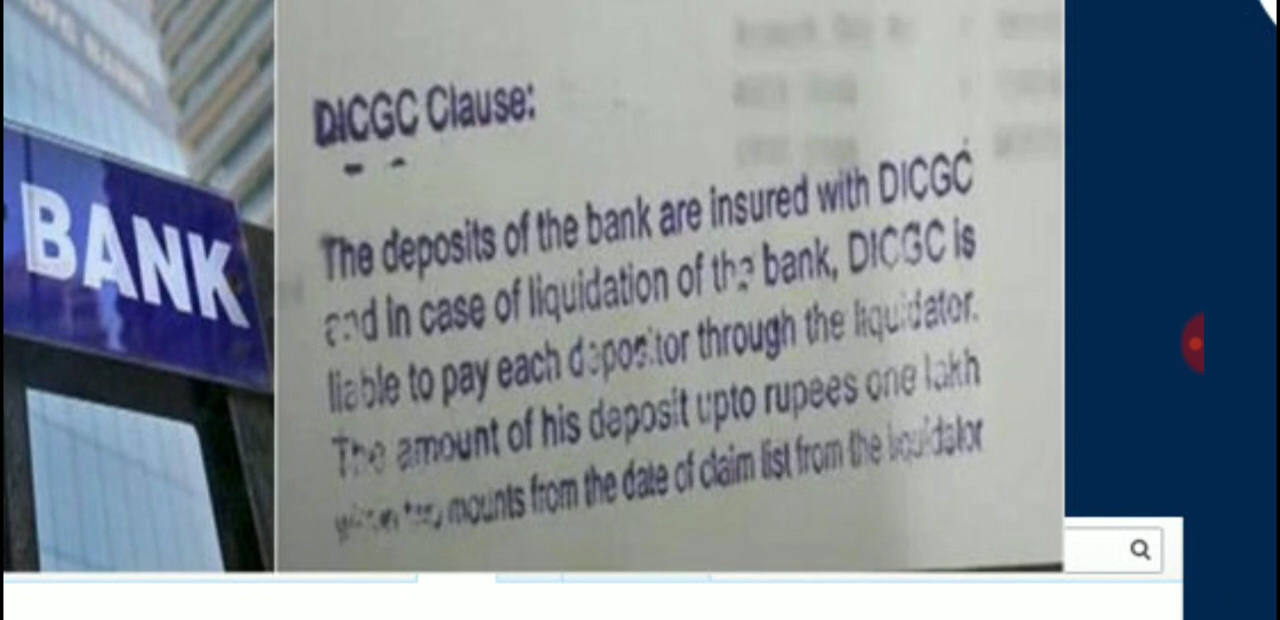 BANK
DICGC Clause:
The deposits of the bank are insured with DICGC
and in case of liquidation of the bank, DICGC is
liable to pay each depositor through the liquidator.
The amount of his deposit upto rupees one lakh
mounts from the date of claim list from the liquidator